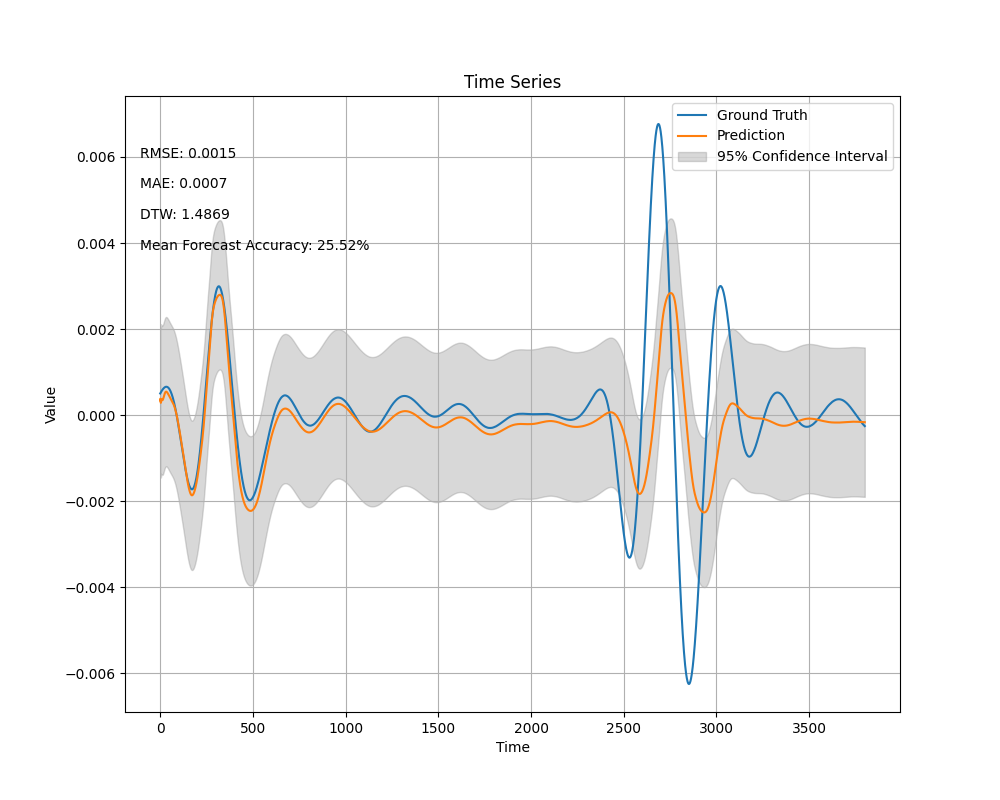 Time Series
Ground Truth
Prediction
95% Confidence Interval
RMSE: 0.0015
MAE: 0.0007
DTW: 1.4869
Mean Forecast Accuracy: 25.52%
Value
0.006
0.004
0.002
0.000
−0.002
−0.004
−0.006
0 500 1000 1500 2000 2500 3000 3500
Time